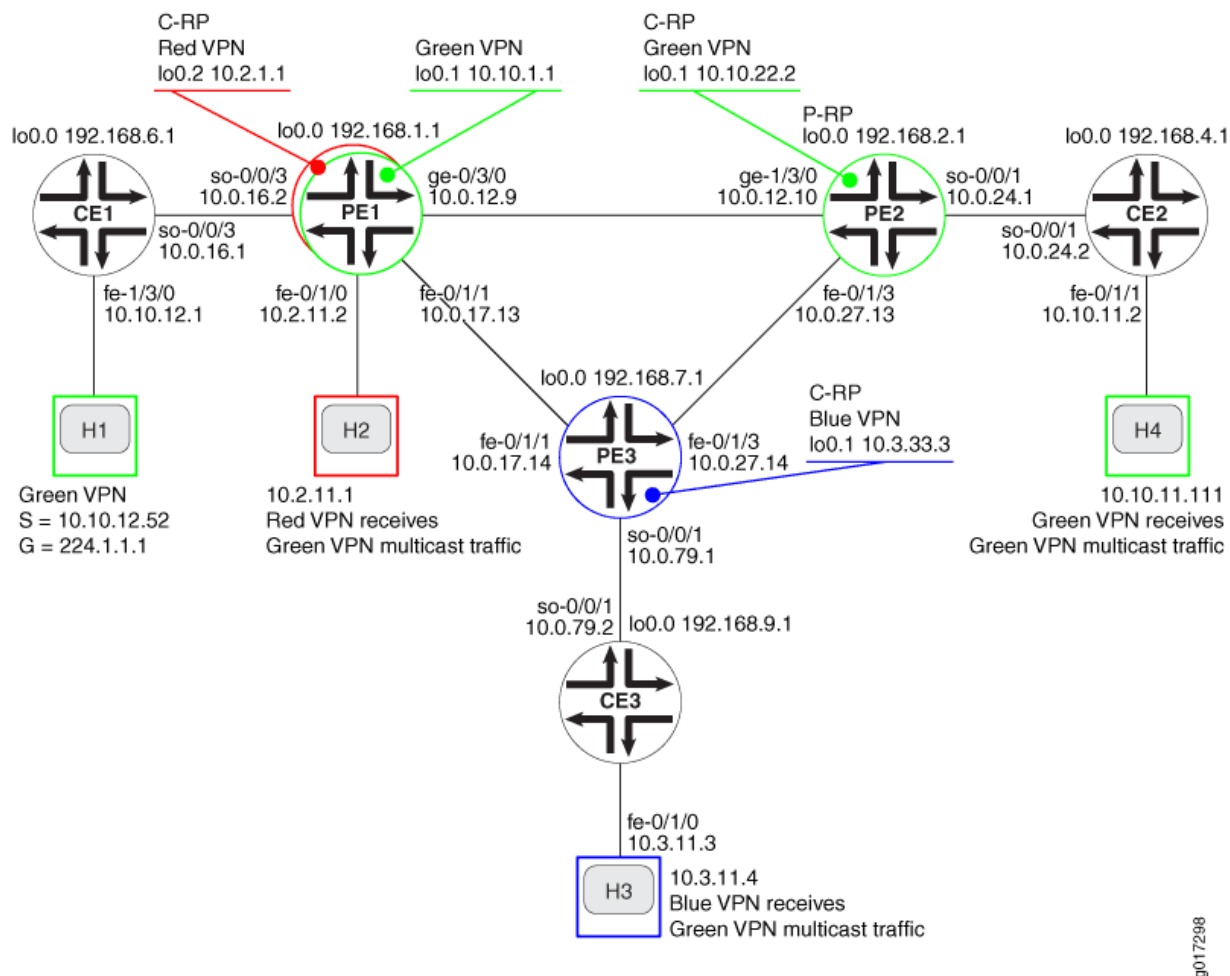 C-RP
Red VPN
lo0.2 10.2.1.1
Green VPN
lo0.1 10.10.1.1
C-RP
Green VPN
lo0.1 10.10.22.2
lo0.0 192.168.6.1
lo0.0 192.168.1.1
P-RP
lo0.0 192.168.2.1
lo0.0 192.168.4.1
CE1
so-0/0/3
10.0.16.2
PE1
ge-0/3/0
10.0.12.9
ge-1/3/0
10.0.12.10
PE2
so-0/0/1
10.0.24.1
CE2
so-0/0/3
10.0.16.1
so-0/0/1
10.0.24.2
fe-1/3/0
10.10.12.1
fe-0/1/0
10.2.11.2
fe-0/1/1
10.0.17.13
fe-0/1/3
10.0.27.13
fe-0/1/1
10.10.11.2
lo0.0 192.168.7.1
C-RP
Blue VPN
lo0.1 10.3.33.3
H1
H2
fe-0/1/1
10.0.17.14
PE3
fe-0/1/3
10.0.27.14
H4
Green VPN
S = 10.10.12.52
G = 224.1.1.1
10.2.11.1
Red VPN receives
Green VPN multicast traffic
10.10.11.111
Green VPN receives
Green VPN multicast traffic
so-0/0/1
10.0.79.1
so-0/0/1
10.0.79.2
lo0.0 192.168.9.1
CE3
fe-0/1/0
10.3.11.3
H3
10.3.11.4
Blue VPN receives
Green VPN multicast traffic
g017298